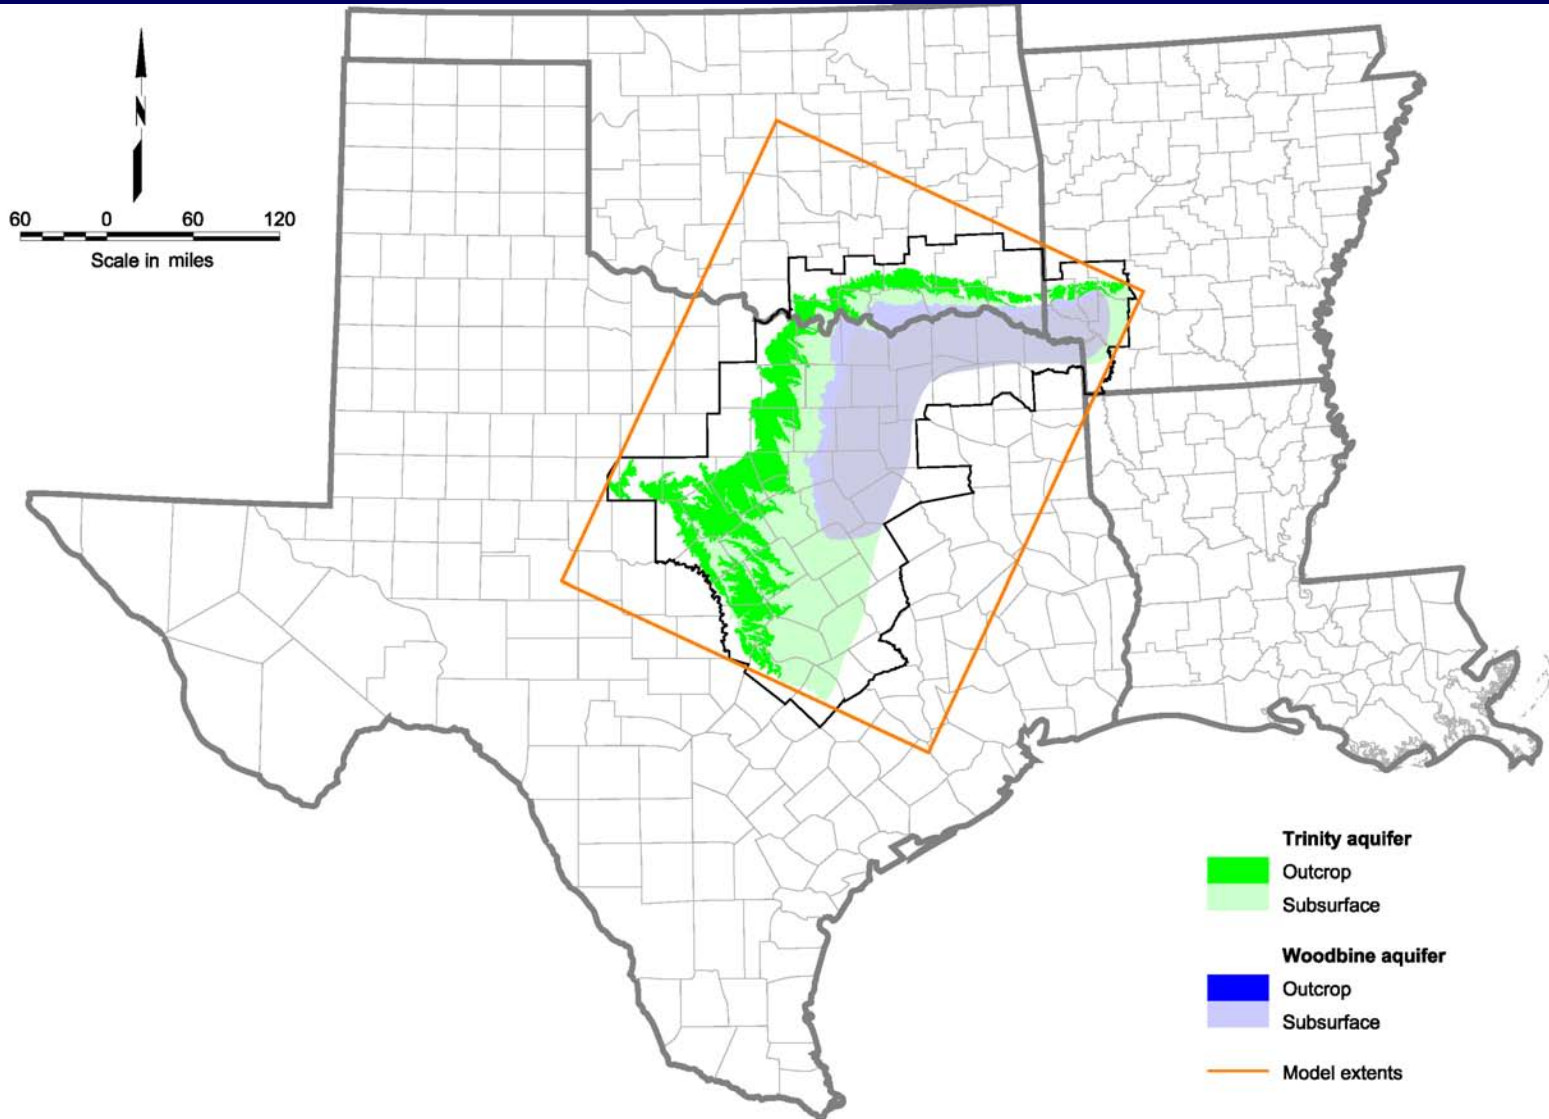 N
60 0 60 120
Scale in miles
Trinity aquifer
Outcrop
Subsurface
Woodbine aquifer
Outcrop
Subsurface
Model extents